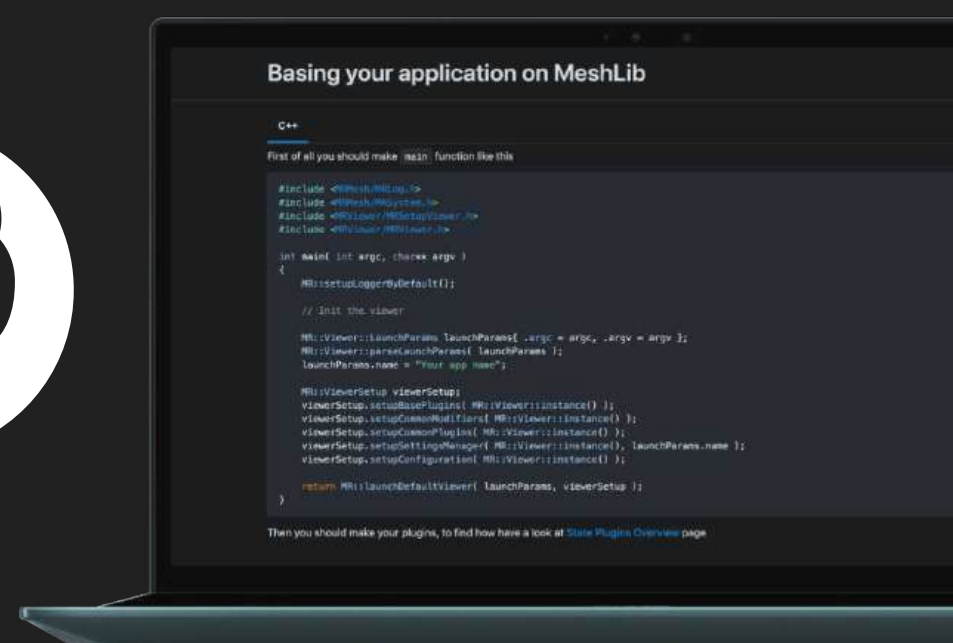 Basing your application on MeshLib
C++
First of all you should make main function like this
#include <MRMesh/MRLog.h>
#include <MRMesh/MRSystem.h>
#include <MRViewer/MRSetupViewer.h>
#include <MRViewer/MRViewer.h>
int main( int argc, char** argv )
{
MR::setupLoggerByDefault();
// Init the viewer
MR::Viewer::LaunchParams launchParams{ .argc = argc, .argv = argv };
MR::Viewer::parseLaunchParams( launchParams );
launchParams.name = "Your app name";
MR::ViewerSetup viewerSetup;
viewerSetup.setupBasePlugins( MR::Viewer::instance() );
viewerSetup.setupCommonModifiers( MR::Viewer::instance() );
viewerSetup.setupCommonPlugins( MR::Viewer::instance() );
viewerSetup.setupSettingsManager( MR::Viewer::instance(), launchParams.name );
viewerSetup.setupConfiguration( MR::Viewer::instance() );
return MR::launchDefaultViewer( launchParams, viewerSetup );
}
Then you should make your plugins, to find how have a look at State Plugins Overview page